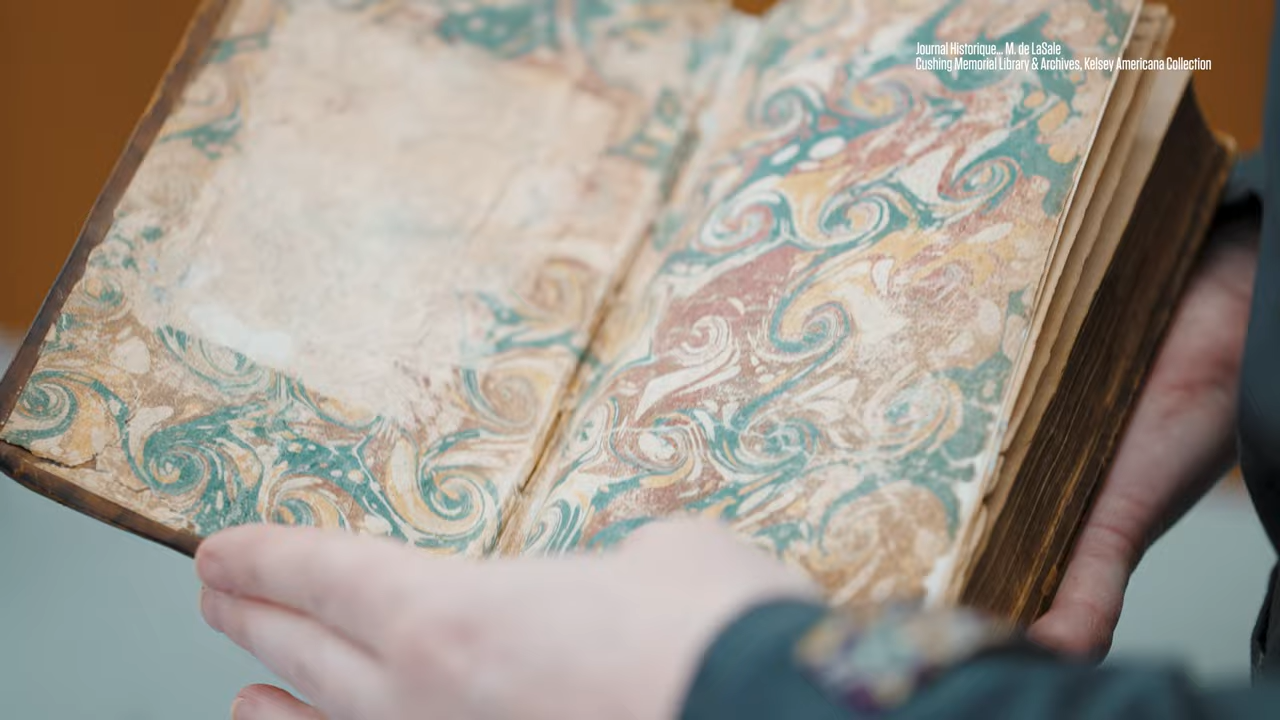 Journal Historique... M. de LaSale
Cushing Memorial Library & Archives, Kelsey Americana Collection